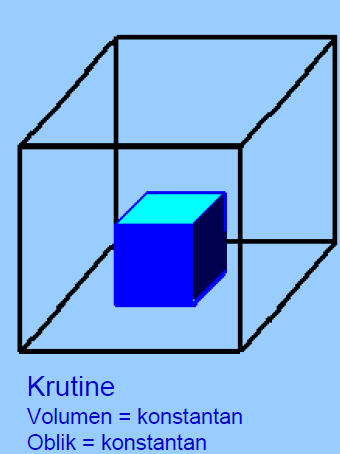 Krutine
Volumen = konstantan
Oblik = konstantan